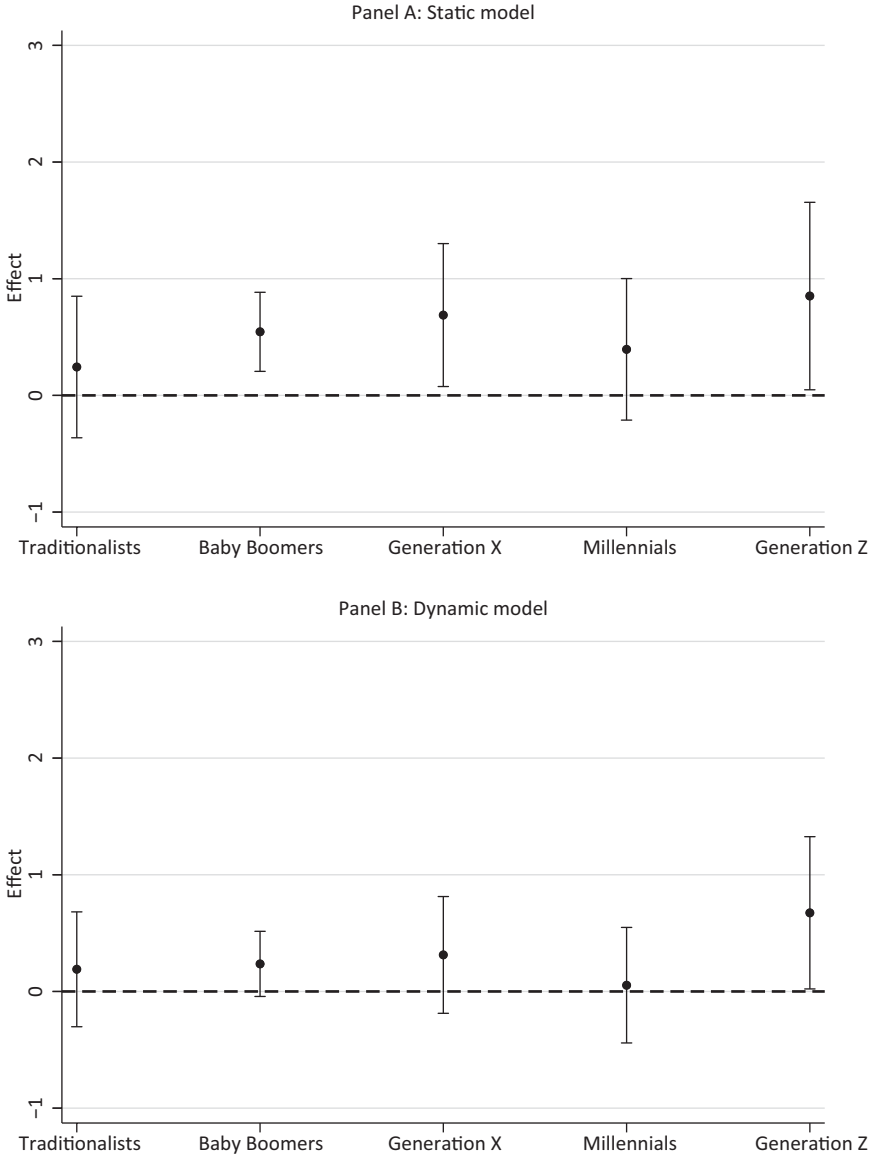 Panel A: Static model
3
2
1
0
−1
Effect
Traditionalists Baby Boomers Generation X Millennials Generation Z
Panel B: Dynamic model
3
2
1
0
−1
Effect
Traditionalists Baby Boomers Generation X Millennials Generation Z